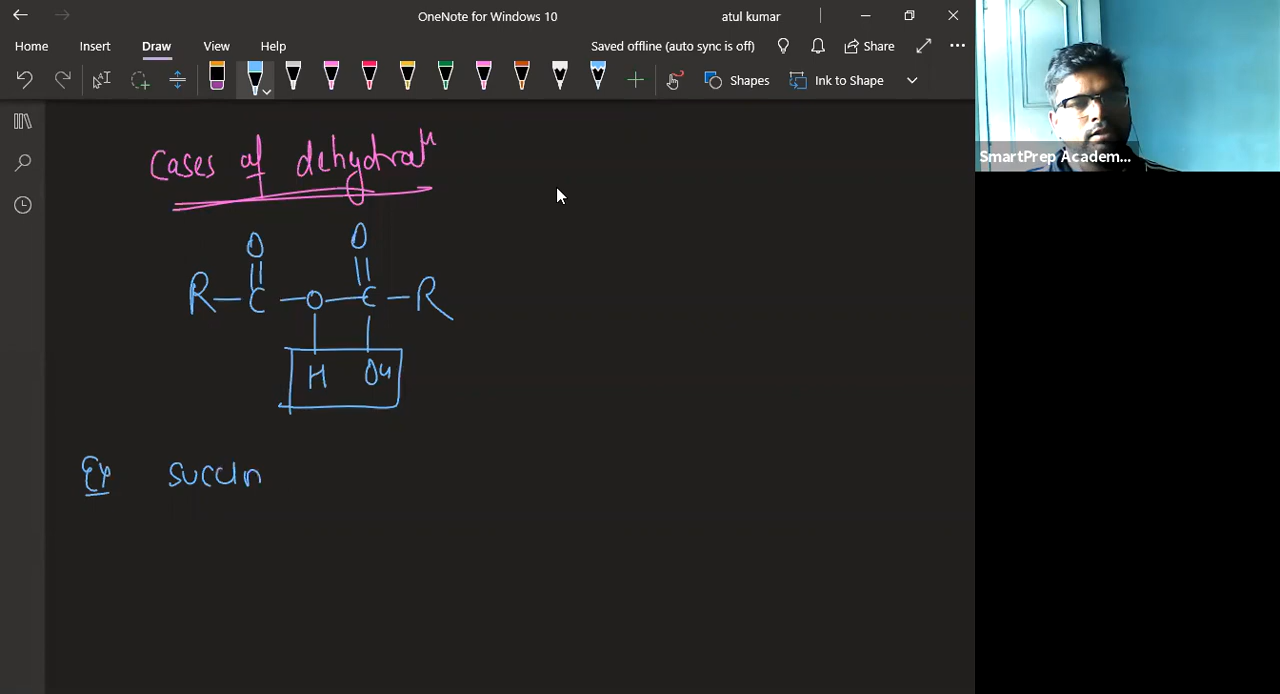 OneNote for Windows 10
atul kumar
Home Insert Draw View Help
Saved offline (auto sync is off)
Share
Shapes
Ink to Shape
SmartPrep Academ...
Cases of dehydratn
O O
R-C-O-C-R
H OH
Ex succin